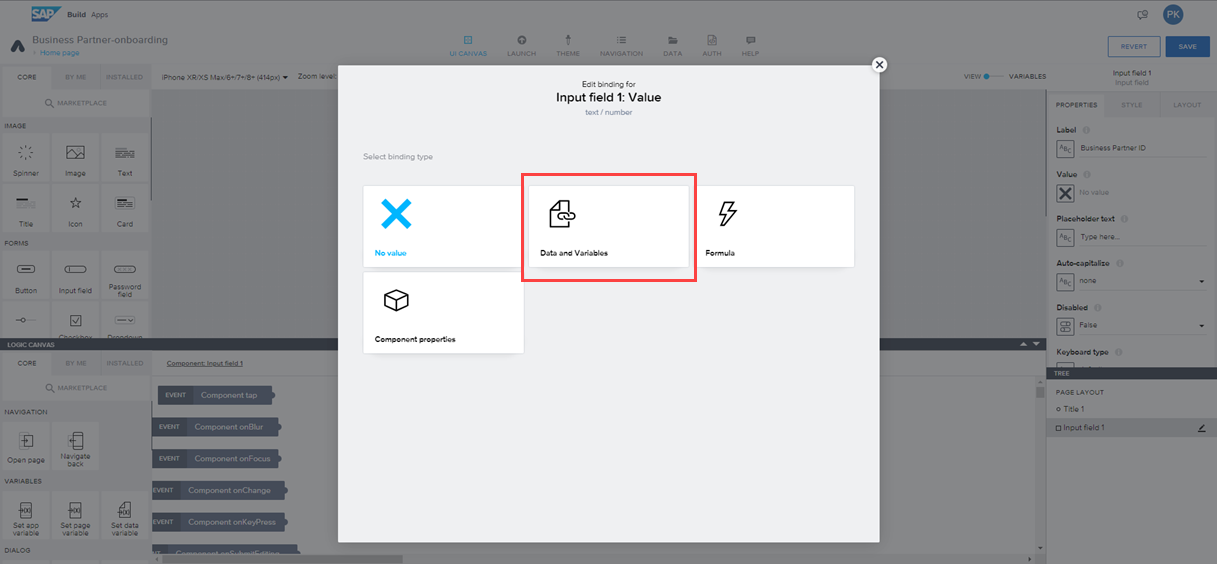 SAP Build Apps
PK
Business Partner-onboarding
Home page
UI CANVAS
LAUNCH
THEME
NAVIGATION
DATA
AUTH
HELP
REVERT
SAVE
CORE
BY ME
INSTALLED
iPhone XR/XS Max/6+/7+/8+ (414px)
Zoom level:
VIEW
VARIABLES
Input field 1
Input field
MARKETPLACE
IMAGE
Spinner
Image
Text
Title
Icon
Card
FORMS
Button
Input field
Password
field
Checkbox
Dropdown
Edit binding for
Input field 1: Value
text / number
Select binding type
No value
Data and Variables
Formula
Component properties
PROPERTIES
STYLE
LAYOUT
Label
ABC
Business Partner ID
Value
No value
Placeholder text
ABC
Type here...
Auto-capitalize
ABC
none
Disabled
False
Keyboard type
LOGIC CANVAS
CORE
BY ME
INSTALLED
MARKETPLACE
NAVIGATION
Open page
Navigate
back
VARIABLES
Set app
variable
Set page
variable
Set data
variable
DIALOG
Component: Input field 1
EVENT Component tap
EVENT Component onBlur
EVENT Component onFocus
EVENT Component onChange
EVENT Component onKeyPress
Component onSubmitEditing
TREE
PAGE LAYOUT
Title 1
Input field 1